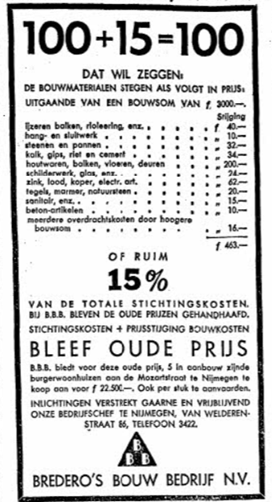 100+15=100
DAT WIL ZEGGEN:
DE BOUWMATERIALEN STEGEN ALS VOLGT IN PRIJS:
UITGAANDE VAN EEN BOUWSOM VAN f 3000.—.
Stijging
ijzeren balken, rioleering, enz. . . . . f 40.—
hang- en sluitwerk . . . . . . . „ 10.—
steenen en pannen . . . . . . . „ 32.—
kalk, gips, riet en cement . . . . . „ 34.—
houtwaren, balken, vloeren, deuren . . . „ 200.—
schilderwerk, glas, enz. . . . . . . „ 24.—
zink, lood, koper, electr. art. . . . . „ 62.—
tegels, marmer, natuursteen . . . . . „ 20.—
sanitair, enz. . . . . . . . . „ 15.—
beton-artikelen . . . . . . . . „ 10.—
meerdere overdrachtskosten door hoogere
bouwsom . . . . . . . . . „ 16.—
f 463.—
OF RUIM
15%
VAN DE TOTALE STICHTINGSKOSTEN.
BIJ B.B.B. BLEVEN DE OUDE PRIJZEN GEHANDHAAFD.
STICHTINGSKOSTEN + PRIJSSTIJGING BOUWKOSTEN
BLEEF OUDE PRIJS
B.B.B. biedt voor deze oude prijs, 5 in aanbouw zijnde
burgerwoonhuizen aan de Mozartstraat te Nijmegen te
koop aan voor f 22.500.—. Ook per stuk te aanvaarden.
INLICHTINGEN VERSTREKT GAARNE EN VRIJBLIJVEND
ONZE BEDRIJFSCHEF TE NIJMEGEN, VAN WELDEREN-
STRAAT 86, TELEFOON 3422.
B
B B
BREDERO'S BOUW BEDRIJF N.V.